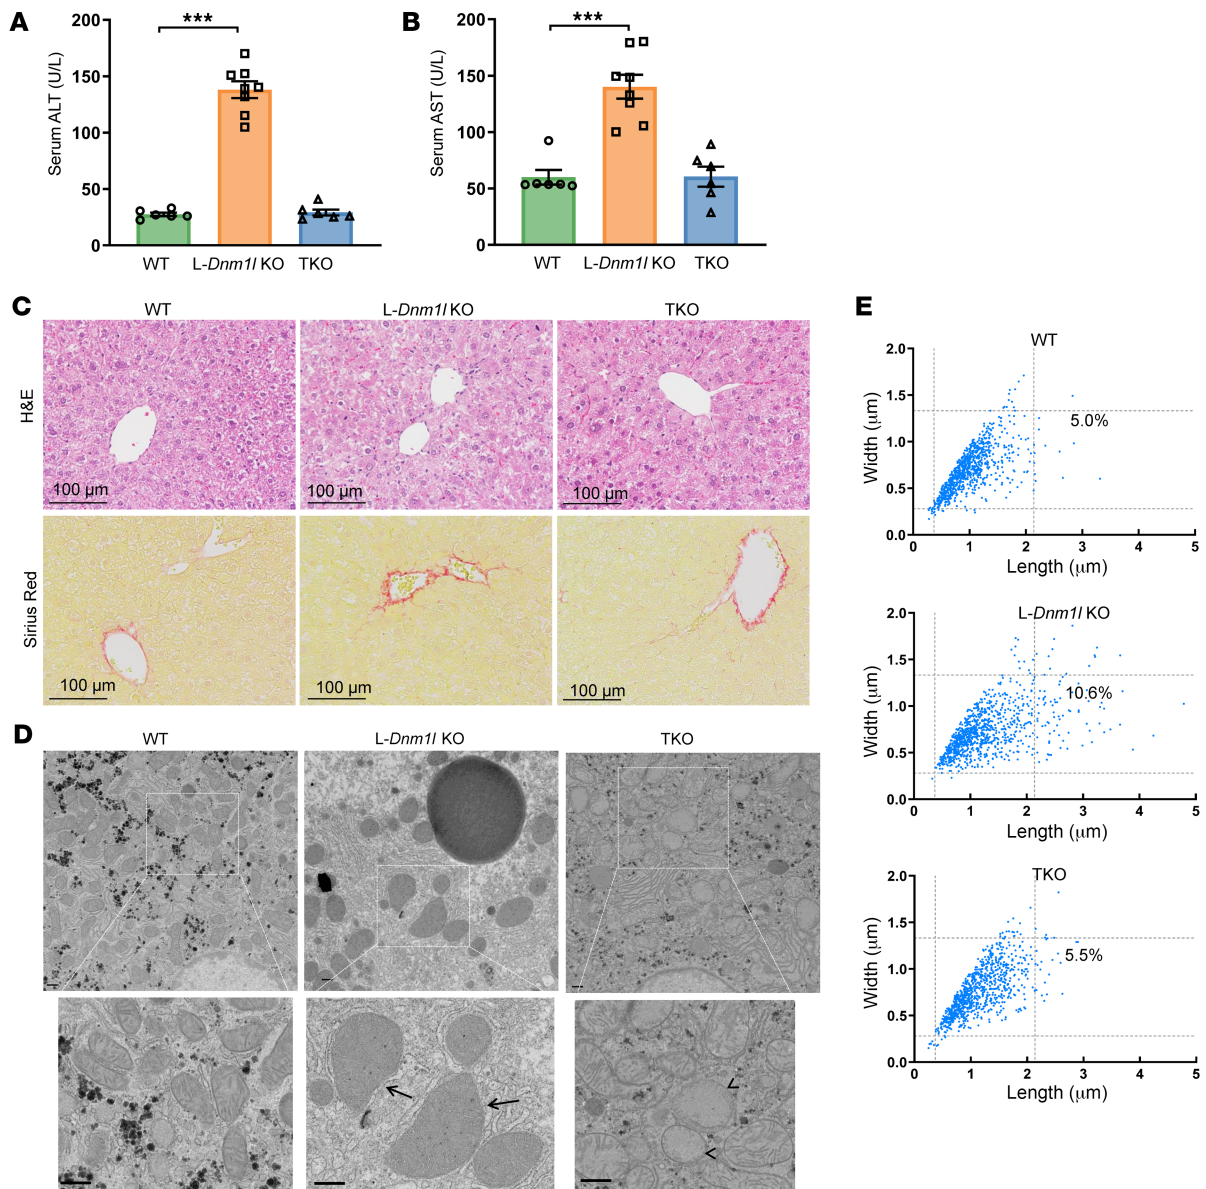 A
Serum ALT (U/L)
200
150
100
50
0
***
WT
L-Dnm1l KO
TKO
B
Serum AST (U/L)
200
150
100
50
0
***
WT
L-Dnm1l KO
TKO
C
WT
L-Dnm1l KO
TKO
H&E
100 µm
100 µm
100 µm
Sirius Red
100 µm
100 µm
100 µm
D
WT
L-Dnm1l KO
TKO
E
WT
Width (µm)
2.0
1.5
1.0
0.5
0.0
5.0%
0 1 2 3 4 5
Length (µm)
L-Dnm1l KO
Width (µm)
2.0
1.5
1.0
0.5
0.0
10.6%
0 1 2 3 4 5
Length (µm)
TKO
Width (µm)
2.0
1.5
1.0
0.5
0.0
5.5%
0 1 2 3 4 5
Length (µm)